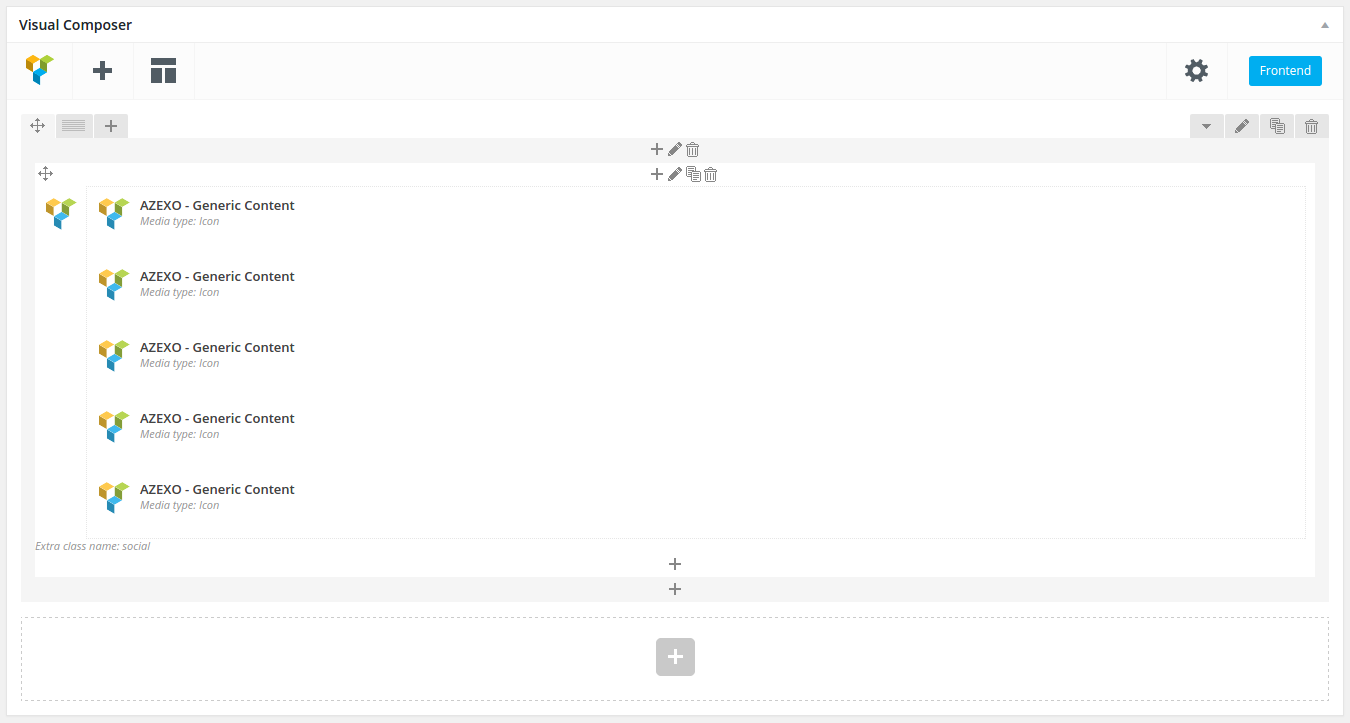 Visual Composer
Frontend
AZEXO - Generic Content
Media type: Icon
AZEXO - Generic Content
Media type: Icon
AZEXO - Generic Content
Media type: Icon
AZEXO - Generic Content
Media type: Icon
AZEXO - Generic Content
Media type: Icon
Extra class name: social